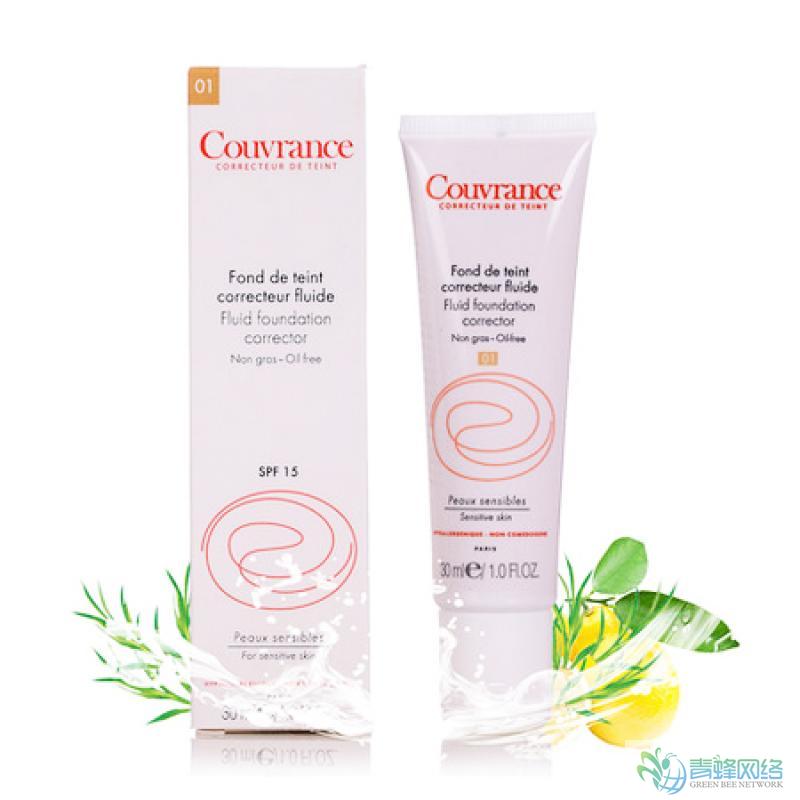 01
Couvrance
CORRECTEUR DE TEINT
Fond de teint
correcteur fluide
Fluid foundation
corrector
Non gras - Oil free
SPF 15
Peaux sensibles
For sensitive skin
Couvrance
CORRECTEUR DE TEINT
Fond de teint
correcteur fluide
Fluid foundation
corrector
Non gras - Oil-free
01
Peaux sensibles
Sensitive skin
HYPOALLERGENIQUE - NON COMEDOGENE
PARIS
30 ml e / 1.0 FL.OZ.
青蜂网络
GREEN BEE NETWORK